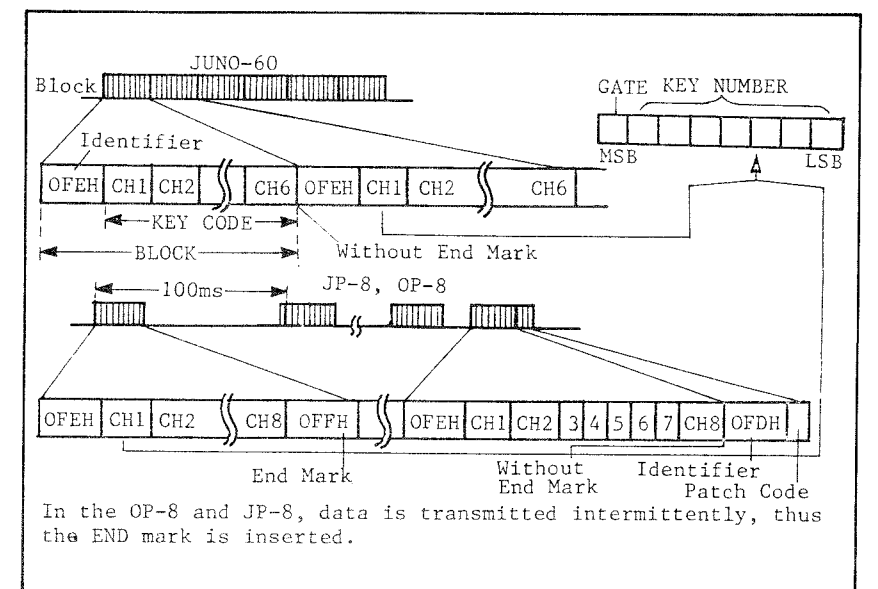 JUNO-60
Block
GATE KEY NUMBER
MSB LSB
Identifier
OFEH CH1 CH2 CH6 OFEH CH1 CH2 CH6
KEY CODE
Without End Mark
BLOCK
100ms JP-8, OP-8
OFEH CH1 CH2 CH8 OFFH OFEH CH1 CH2 3 4 5 6 7 CH8 OFDH
End Mark
Without
End Mark
Identifier
Patch Code
In the OP-8 and JP-8, data is transmitted intermittently, thus
the END mark is inserted.